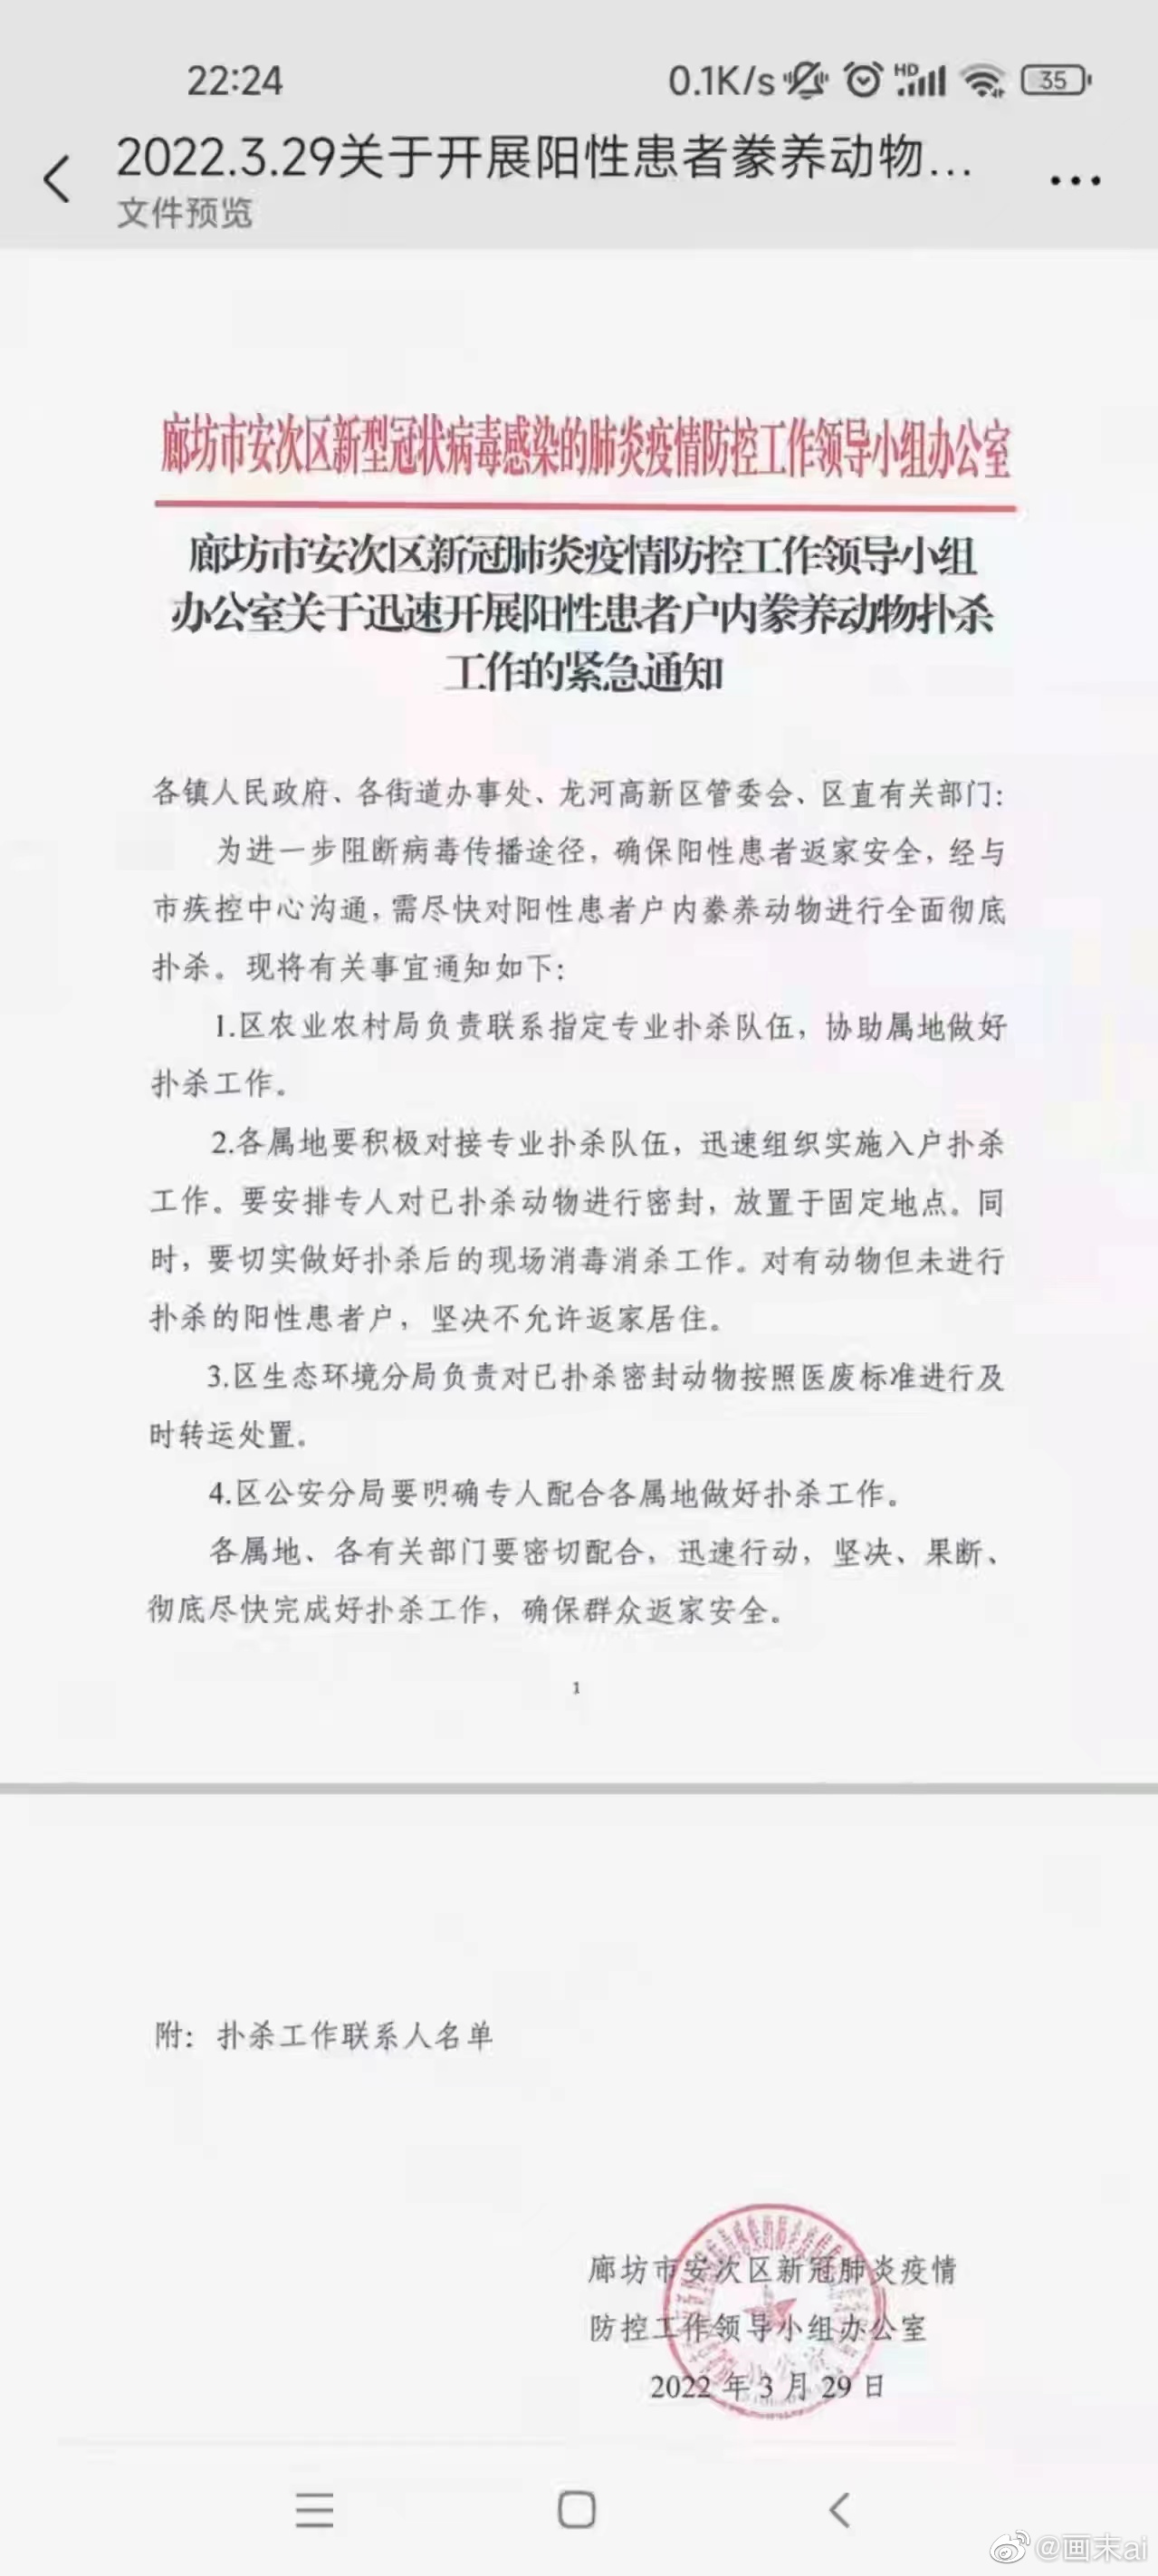 22:24
0.1K/s HD 35
2022.3.29关于开展阳性患者豢养动物...
文件预览
廊坊市安次区新型冠状病毒感染的肺炎疫情防控工作领导小组办公室
廊坊市安次区新冠肺炎疫情防控工作领导小组
办公室关于迅速开展阳性患者户内豢养动物扑杀
工作的紧急通知
各镇人民政府、各街道办事处、龙河高新区管委会、区直有关部门：
为进一步阻断病毒传播途径，确保阳性患者返家安全，经与
市疾控中心沟通，需尽快对阳性患者户内豢养动物进行全面彻底
扑杀。现将有关事宜通知如下：
1.区农业农村局负责联系指定专业扑杀队伍，协助属地做好
扑杀工作。
2.各属地要积极对接专业扑杀队伍，迅速组织实施入户扑杀
工作。要安排专人对已扑杀动物进行密封，放置于固定地点。同
时，要切实做好扑杀后的现场消毒消杀工作。对有动物但未进行
扑杀的阳性患者户，坚决不允许返家居住。
3.区生态环境分局负责对已扑杀密封动物按照医废标准进行及
时转运处置。
4.区公安分局要明确专人配合各属地做好扑杀工作。
各属地、各有关部门要密切配合，迅速行动，坚决、果断、
彻底尽快完成好扑杀工作，确保群众返家安全。
1
附：扑杀工作联系人名单
廊坊市安次区新冠肺炎疫情
防控工作领导小组办公室
2022 年 3 月 29 日
@画末ai